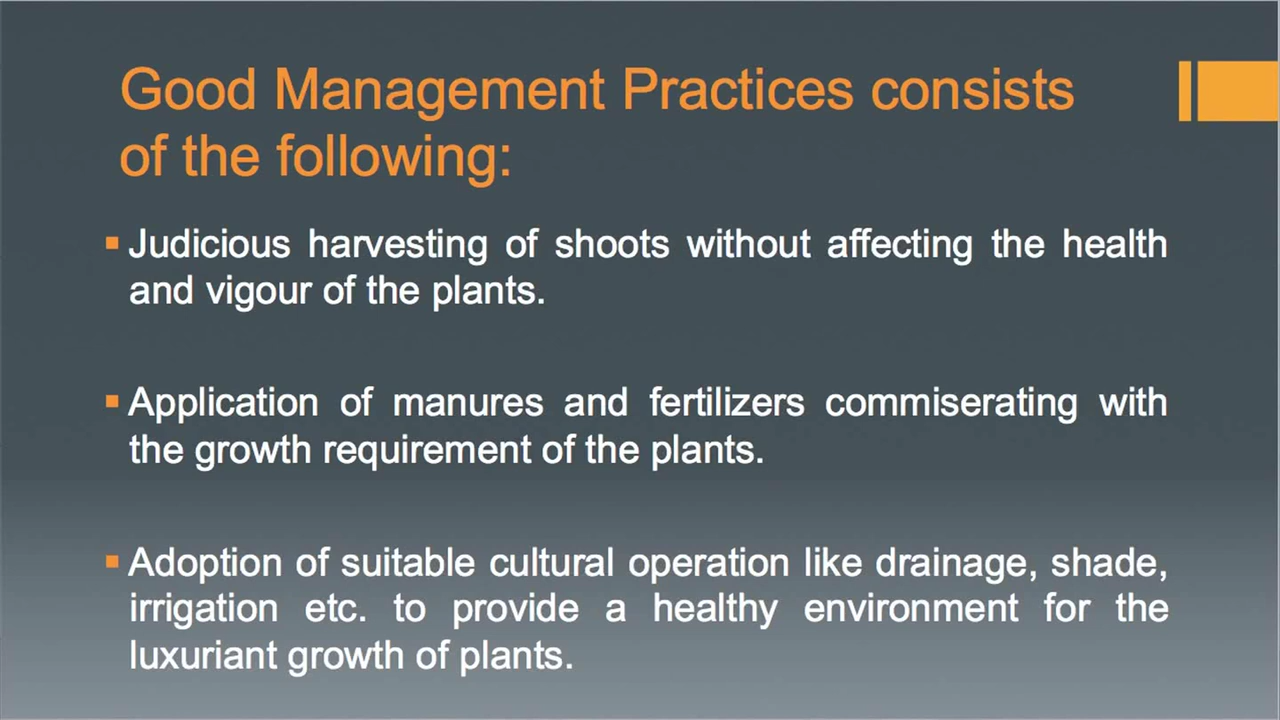 Good Management Practices consists
of the following:
Judicious harvesting of shoots without affecting the health
and vigour of the plants.
Application of manures and fertilizers commiserating with
the growth requirement of the plants.
Adoption of suitable cultural operation like drainage, shade,
irrigation etc. to provide a healthy environment for the
luxuriant growth of plants.